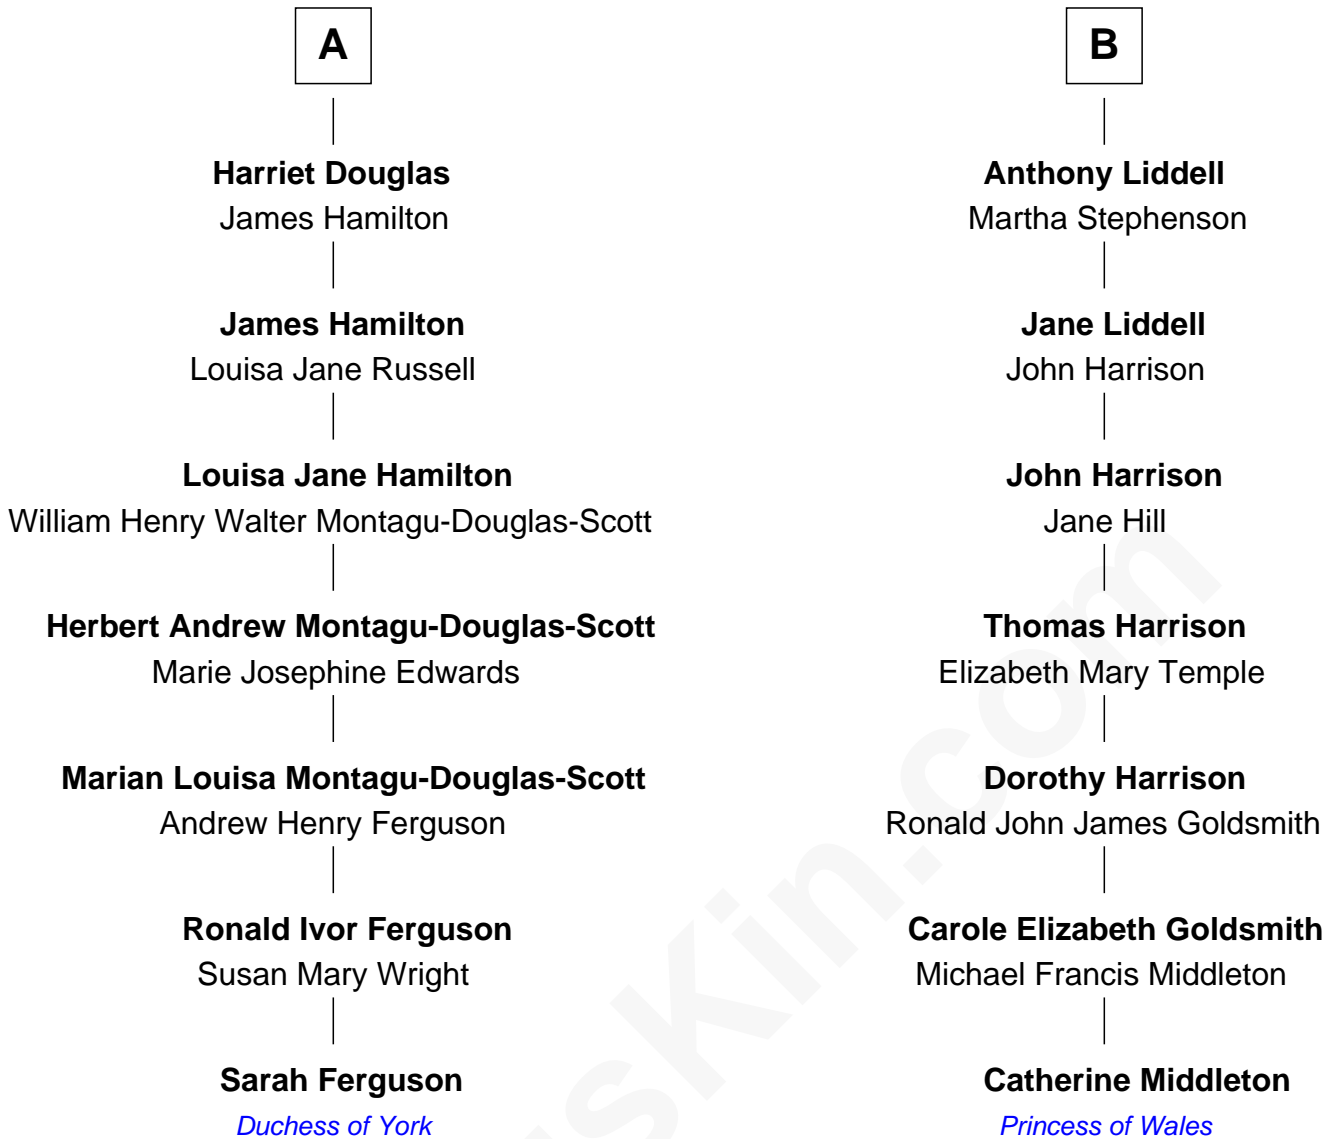 A
Harriet Douglas
James Hamilton
James Hamilton
Louisa Jane Russell
Louisa Jane Hamilton
William Henry Walter Montagu-Douglas-Scott
Herbert Andrew Montagu-Douglas-Scott
Marie Josephine Edwards
Marian Louisa Montagu-Douglas-Scott
Andrew Henry Ferguson
Ronald Ivor Ferguson
Susan Mary Wright
Sarah Ferguson
Duchess of York
B
Anthony Liddell
Martha Stephenson
Jane Liddell
John Harrison
John Harrison
Jane Hill
Thomas Harrison
Elizabeth Mary Temple
Dorothy Harrison
Ronald John James Goldsmith
Carole Elizabeth Goldsmith
Michael Francis Middleton
Catherine Middleton
Princess of Wales
sKin.com